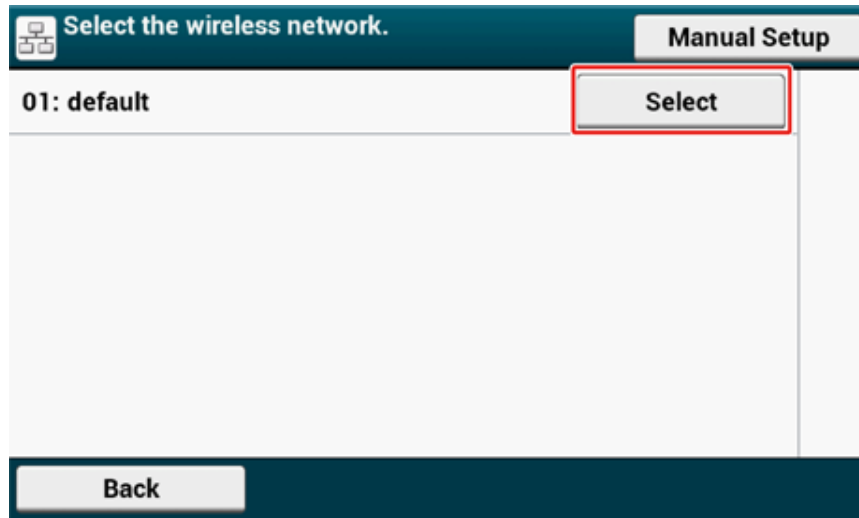 Select the wireless network.
Manual Setup
01: default
Select
Back